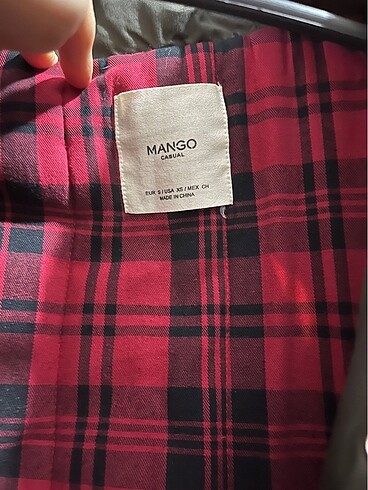 MANGO
CASUAL
EUR S / USA XS / MEX CH
MADE IN CHINA